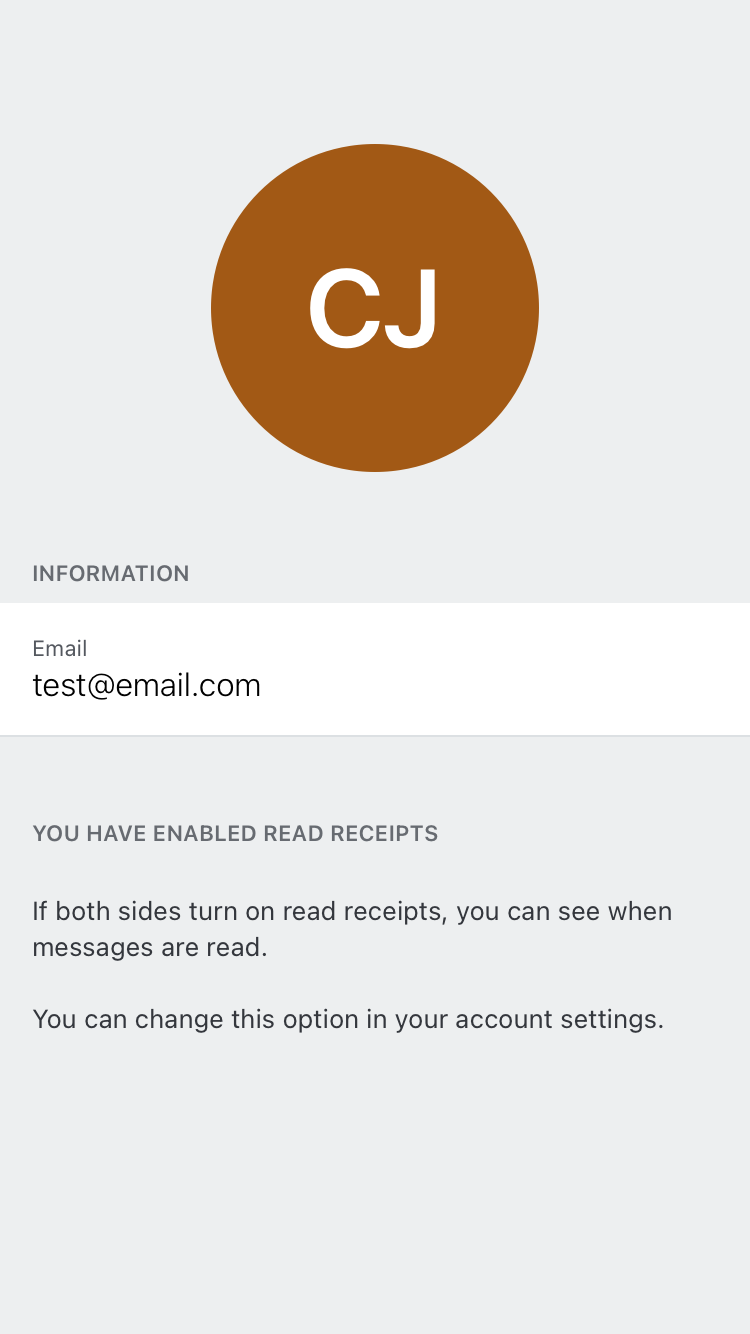 CJ
INFORMATION
Email
test@email.com
YOU HAVE ENABLED READ RECEIPTS
If both sides turn on read receipts, you can see when
messages are read.
You can change this option in your account settings.